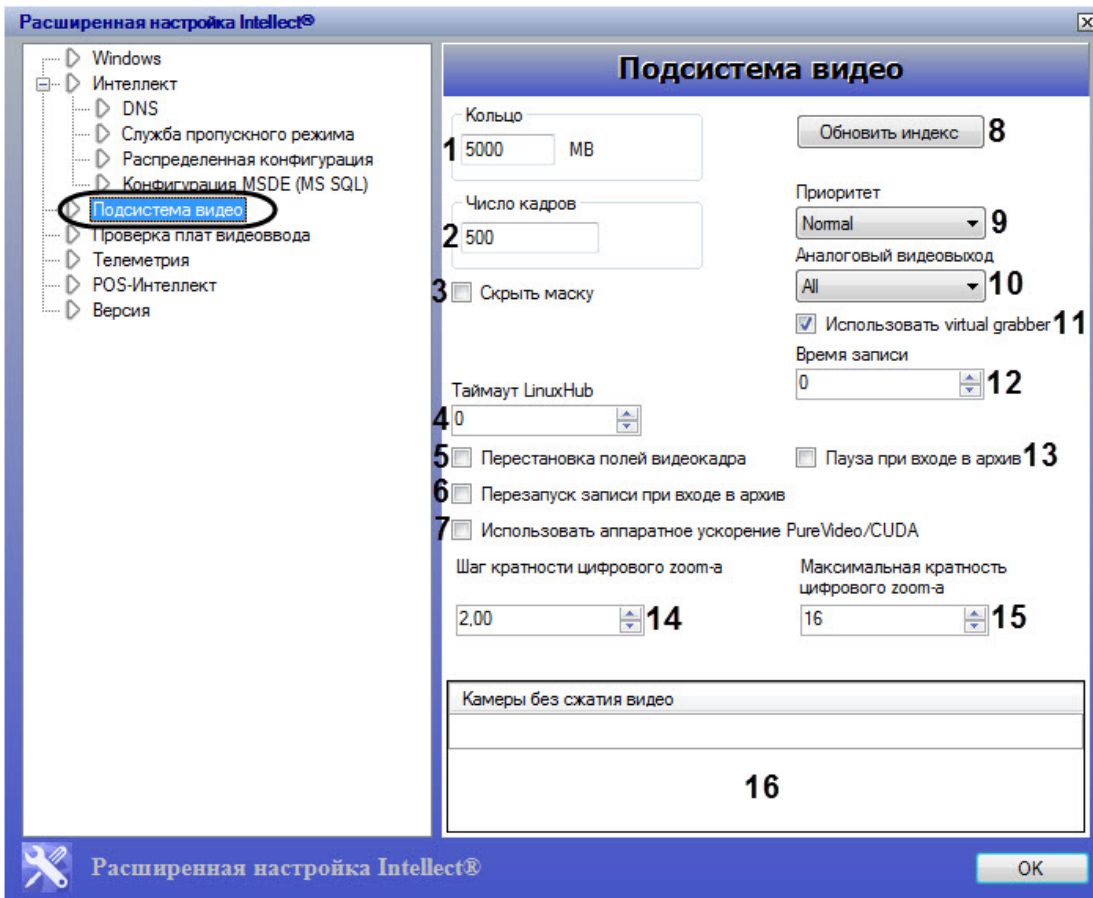 Расширенная настройка Intellect®
Windows
Интеллект
DNS
Служба пропускного режима
Распределенная конфигурация
Конфигурация MSDE (MS SQL)
Подсистема видео
Проверка плат видеоввода
Телеметрия
POS-Интеллект
Версия
Подсистема видео
Кольцо
1 5000 MB
Обновить индекс 8
Число кадров
2 500
Приоритет
Normal 9
Аналоговый видеовыход
All 10
3 Скрыть маску
Использовать virtual grabber 11
Время записи
0 12
Таймаут LinuxHub
4 0
5 Перестановка полей видеокадра
Пауза при входе в архив 13
6 Перезапуск записи при входе в архив
7 Использовать аппаратное ускорение PureVideo/CUDA
Шаг кратности цифрового zoom-а
2,00 14
Максимальная кратность
цифрового zoom-а
16 15
Камеры без сжатия видео
16
Расширенная настройка Intellect®
OK